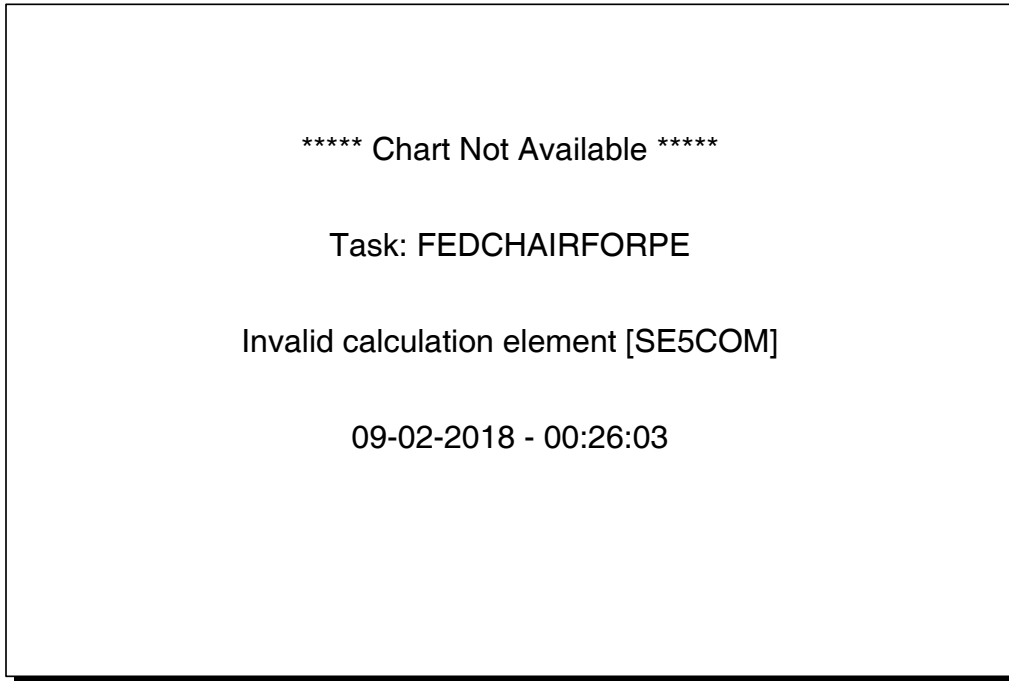 ***** Chart Not Available *****
Task: FEDCHAIRFORPE
Invalid calculation element [SE5COM]
09-02-2018 - 00:26:03